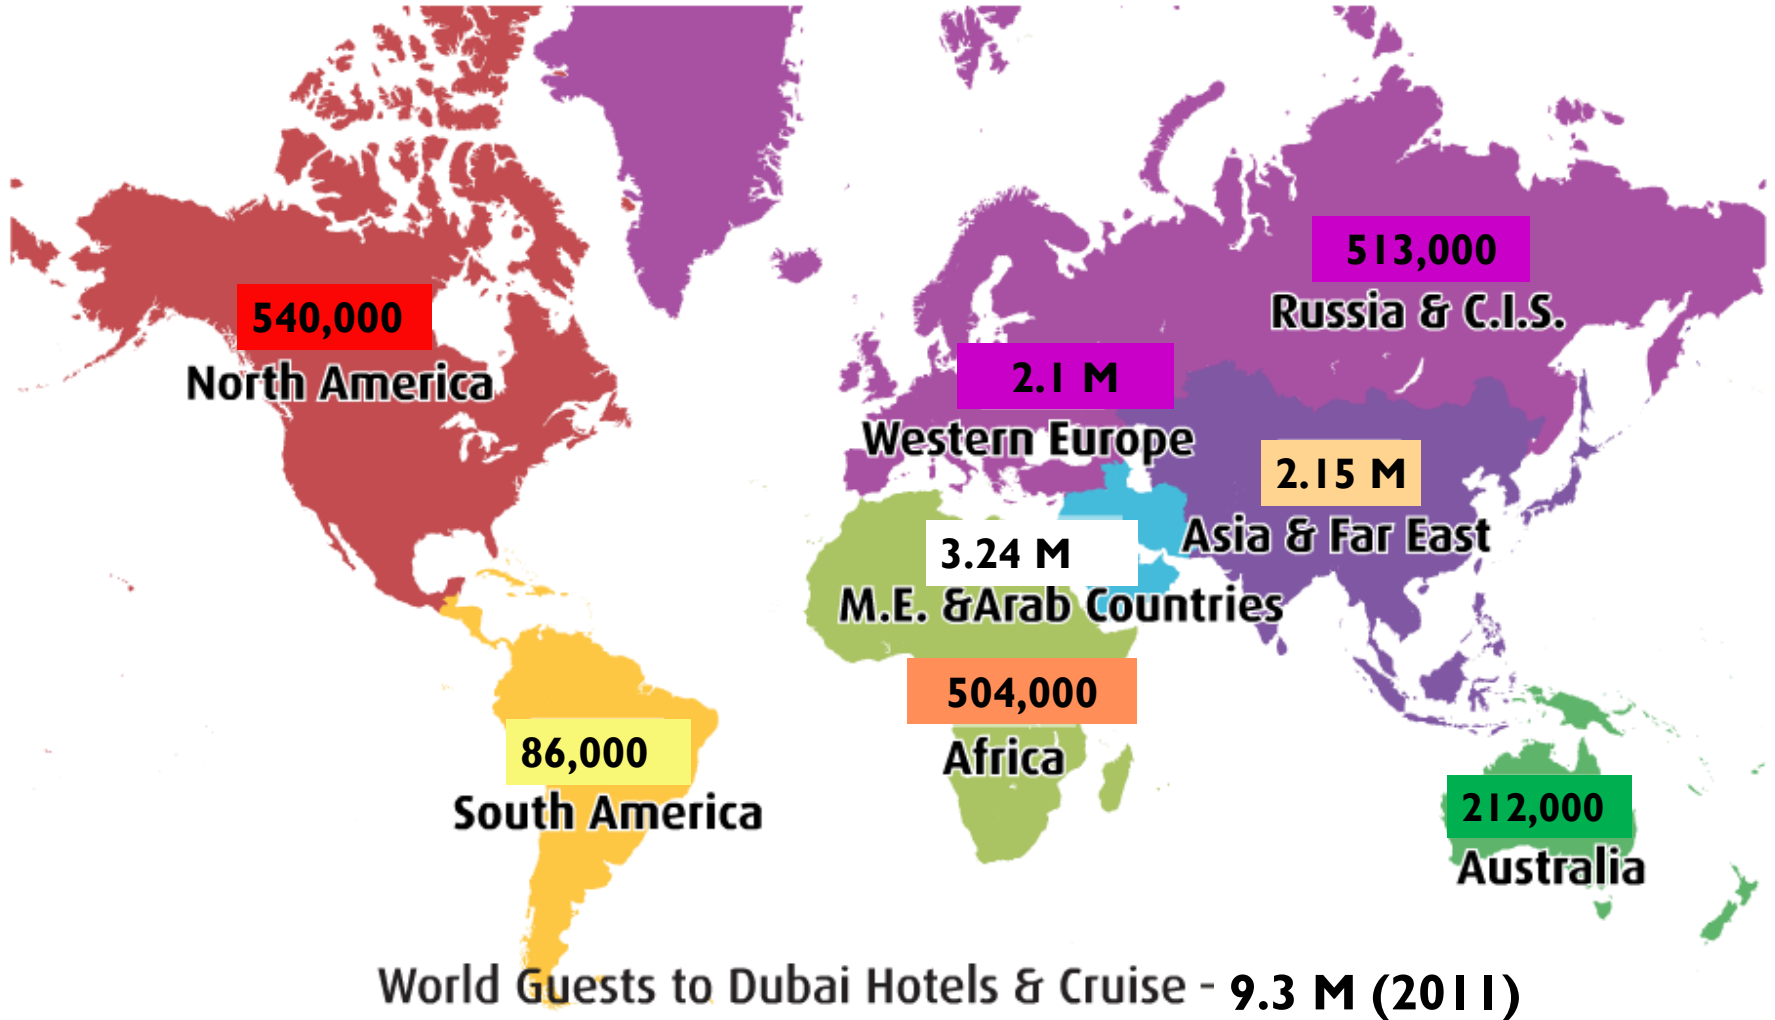 513,000
Russia & C.I.S.
540,000
North America
2.1 M
Western Europe
2.15 M
Asia & Far East
3.24 M
M.E. &Arab Countries
504,000
Africa
86,000
South America
212,000
Australia
World Guests to Dubai Hotels & Cruise - 9.3 M (2011)